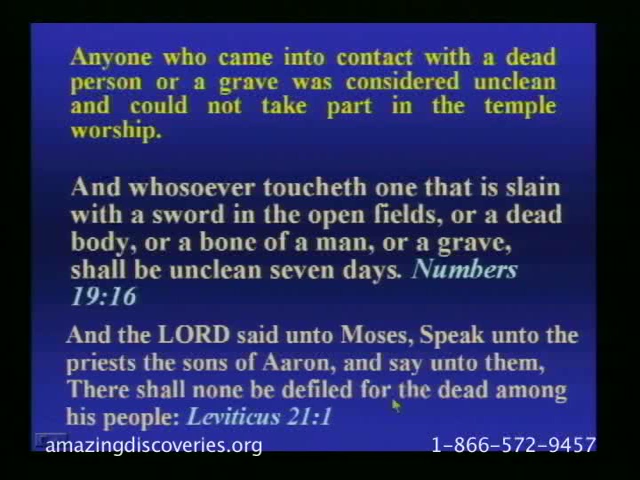 Anyone who came into contact with a dead
person or a grave was considered unclean
and could not take part in the temple
worship.
And whosoever toucheth one that is slain
with a sword in the open fields, or a dead
body, or a bone of a man, or a grave,
shall be unclean seven days. Numbers
19:16
And the LORD said unto Moses, Speak unto the
priests the sons of Aaron, and say unto them,
There shall none be defiled for the dead among
his people: Leviticus 21:1
amazingdiscoveries.org 1-866-572-9457